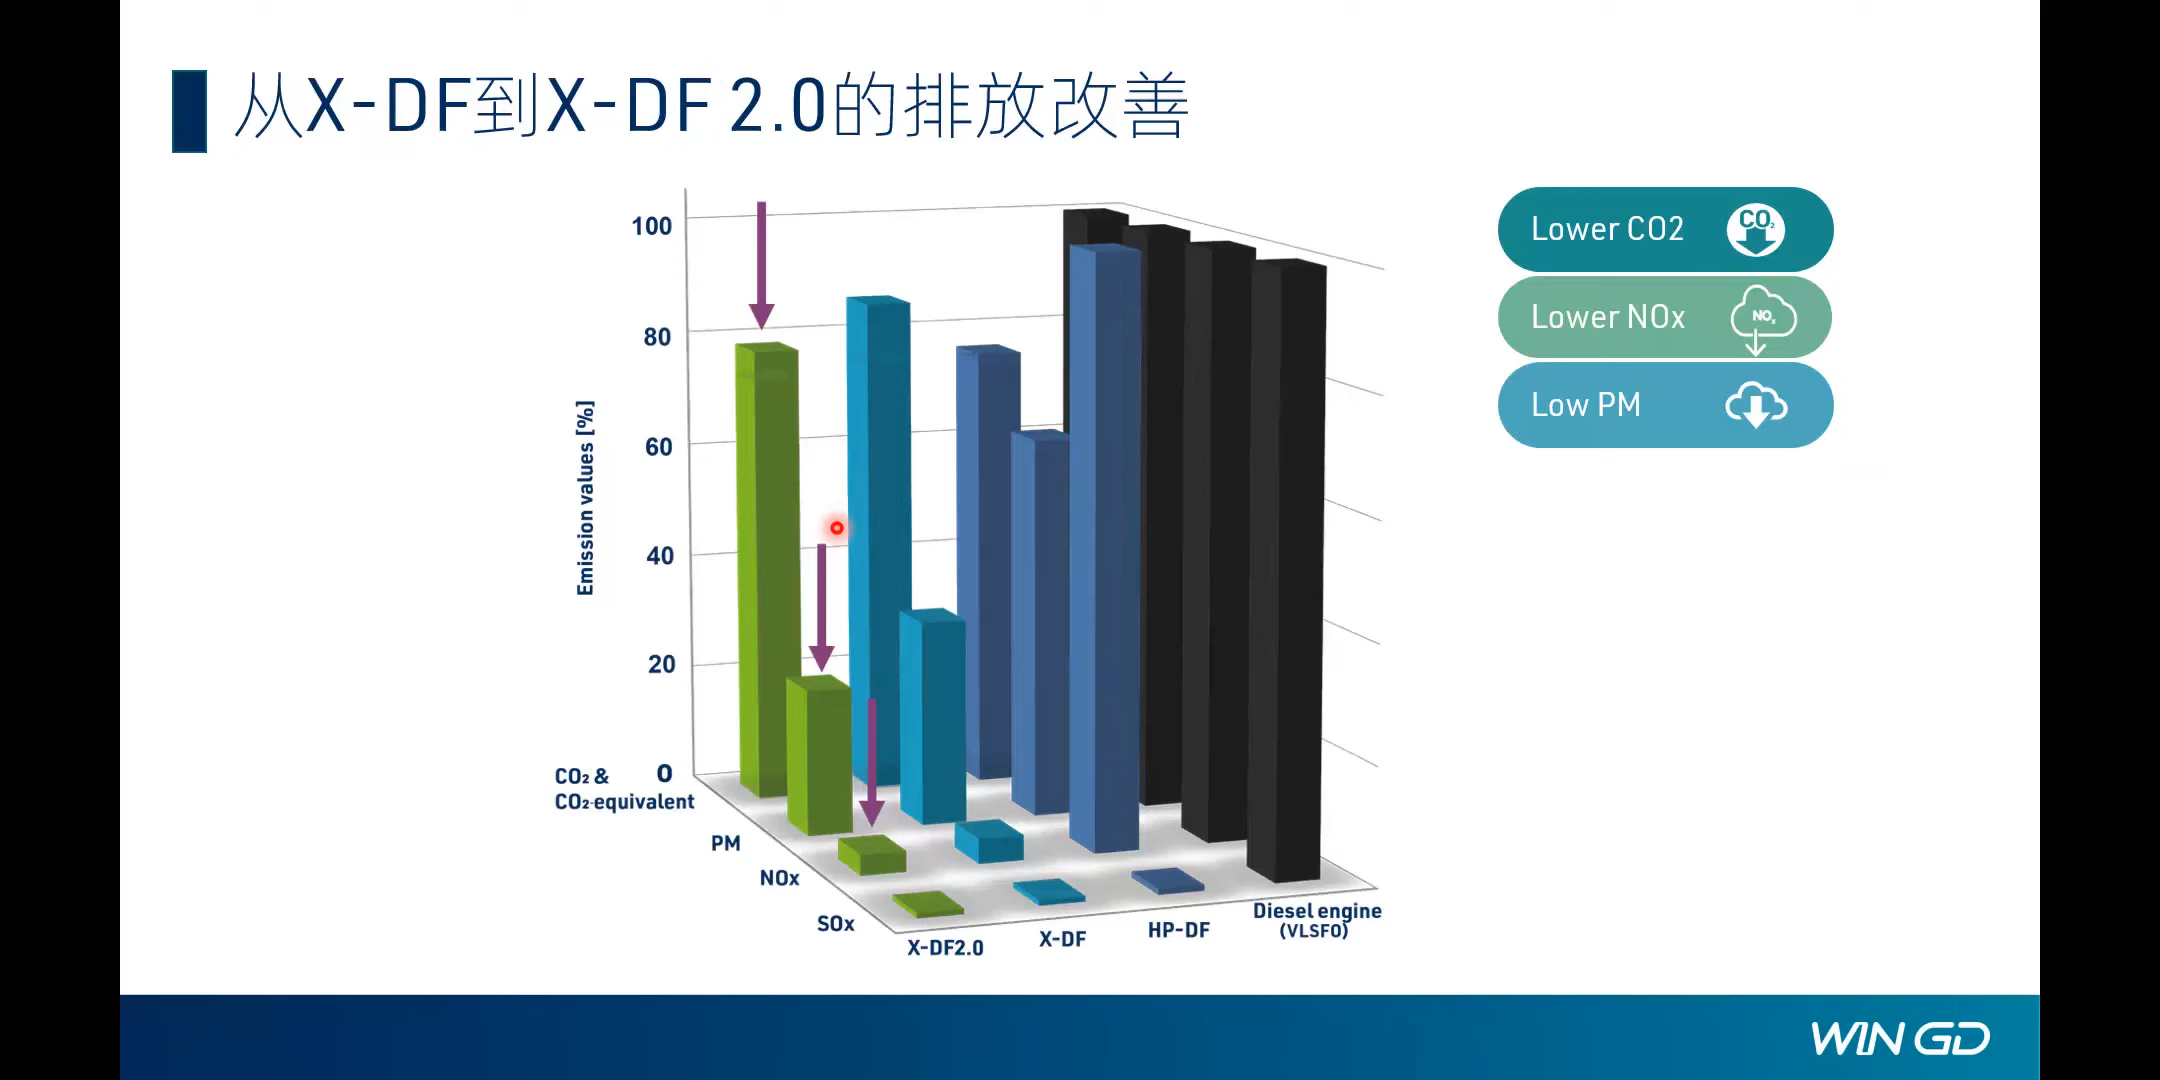 从X-DF到X-DF 2.0的排放改善
100
80
60
40
20
0
Emission values [%]
CO₂ &
CO₂-equivalent
PM
NOx
SOx
X-DF2.0
X-DF
HP-DF
Diesel engine
(VLSFO)
Lower CO2
CO₂
Lower NOx
NOₓ
Low PM
WIN GD